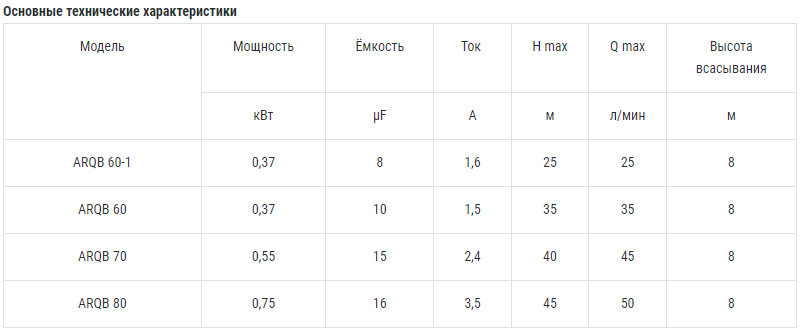 Основные технические характеристики
Модель Мощность Ёмкость Ток H max Q max Высота
всасывания
кВт µF А м л/мин м
ARQB 60-1 0,37 8 1,6 25 25 8
ARQB 60 0,37 10 1,5 35 35 8
ARQB 70 0,55 15 2,4 40 45 8
ARQB 80 0,75 16 3,5 45 50 8